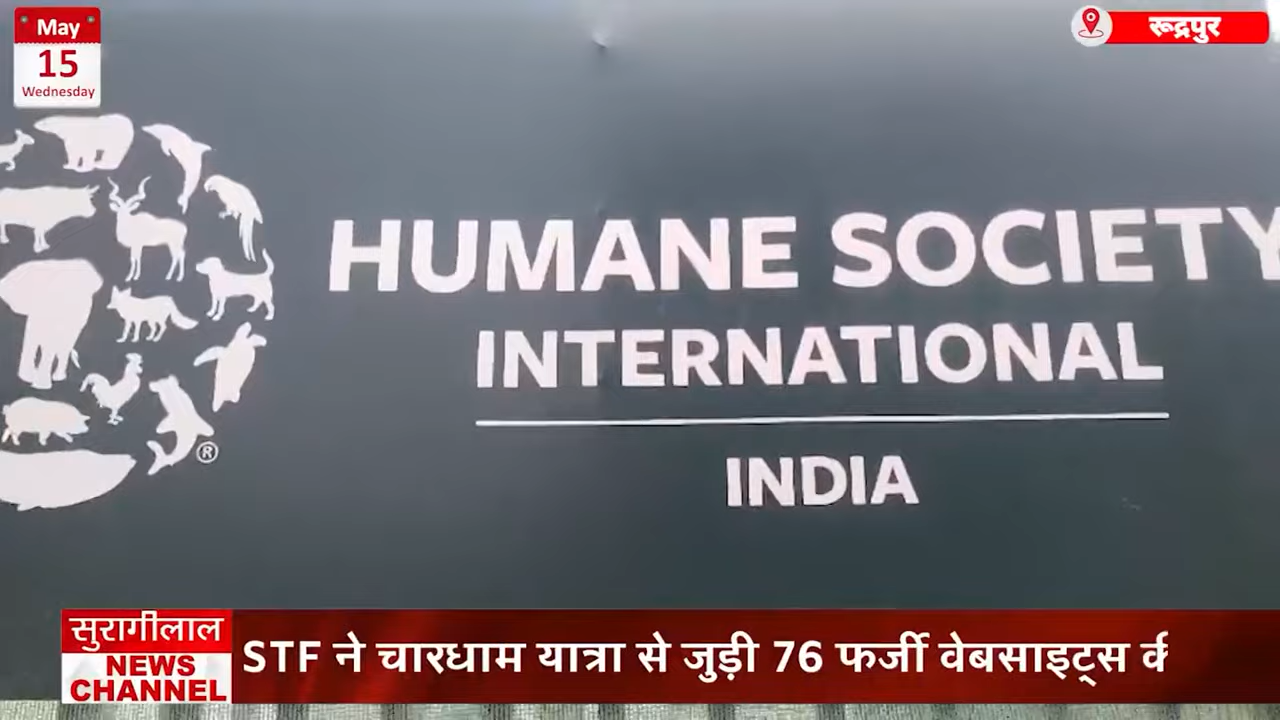 May
15
Wednesday
रूद्रपुर
HUMANE SOCIETY
INTERNATIONAL
INDIA
®
सुरागीलाल
NEWS
CHANNEL
STF ने चारधाम यात्रा से जुड़ी 76 फर्जी वेबसाइट्स